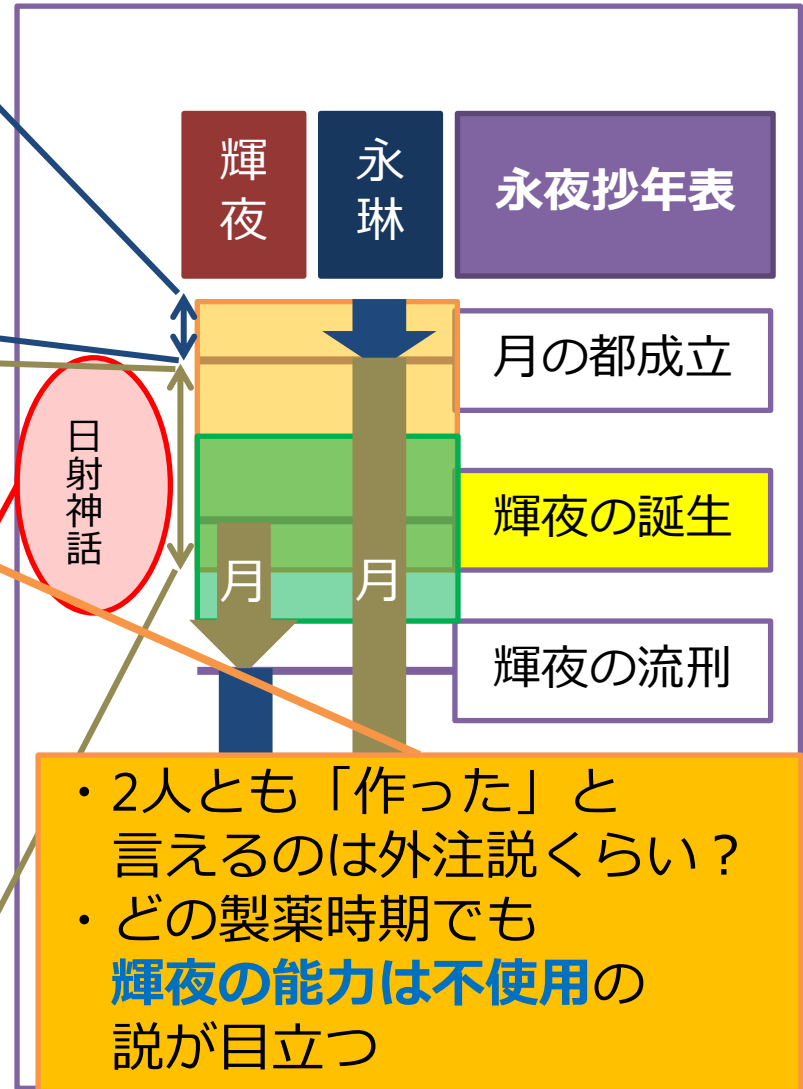 輝夜
永琳
永夜抄年表
月の都成立
日射神話
輝夜の誕生
月
月
輝夜の流刑
・2人とも「作った」と
言えるのは外注説くらい？
・どの製薬時期でも
輝夜の能力は不使用の
説が目立つ